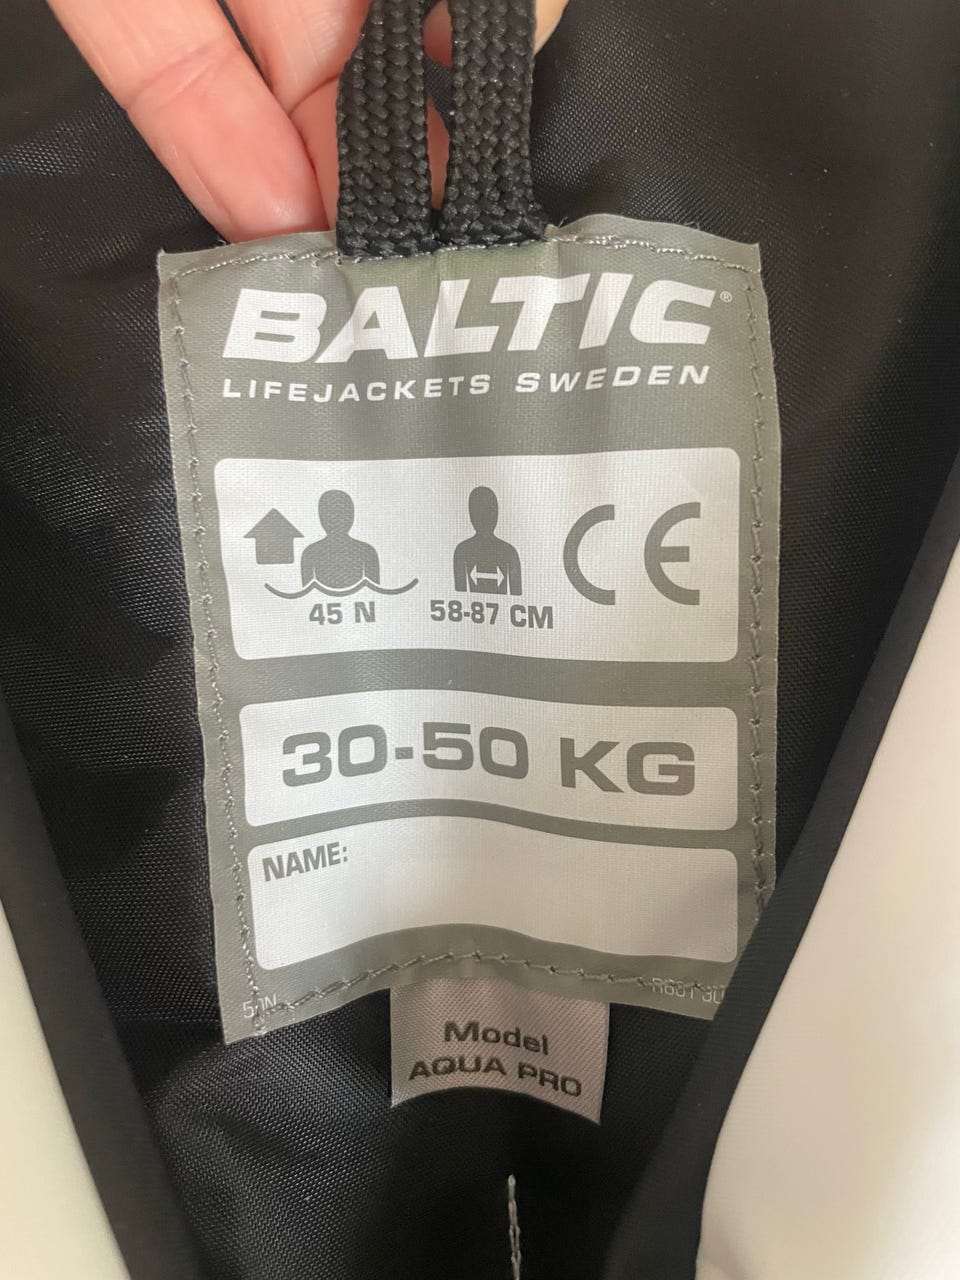 BALTIC®
LIFEJACKETS SWEDEN
45 N
58-87 CM
CE
30-50 KG
NAME:
Model
AQUA PRO